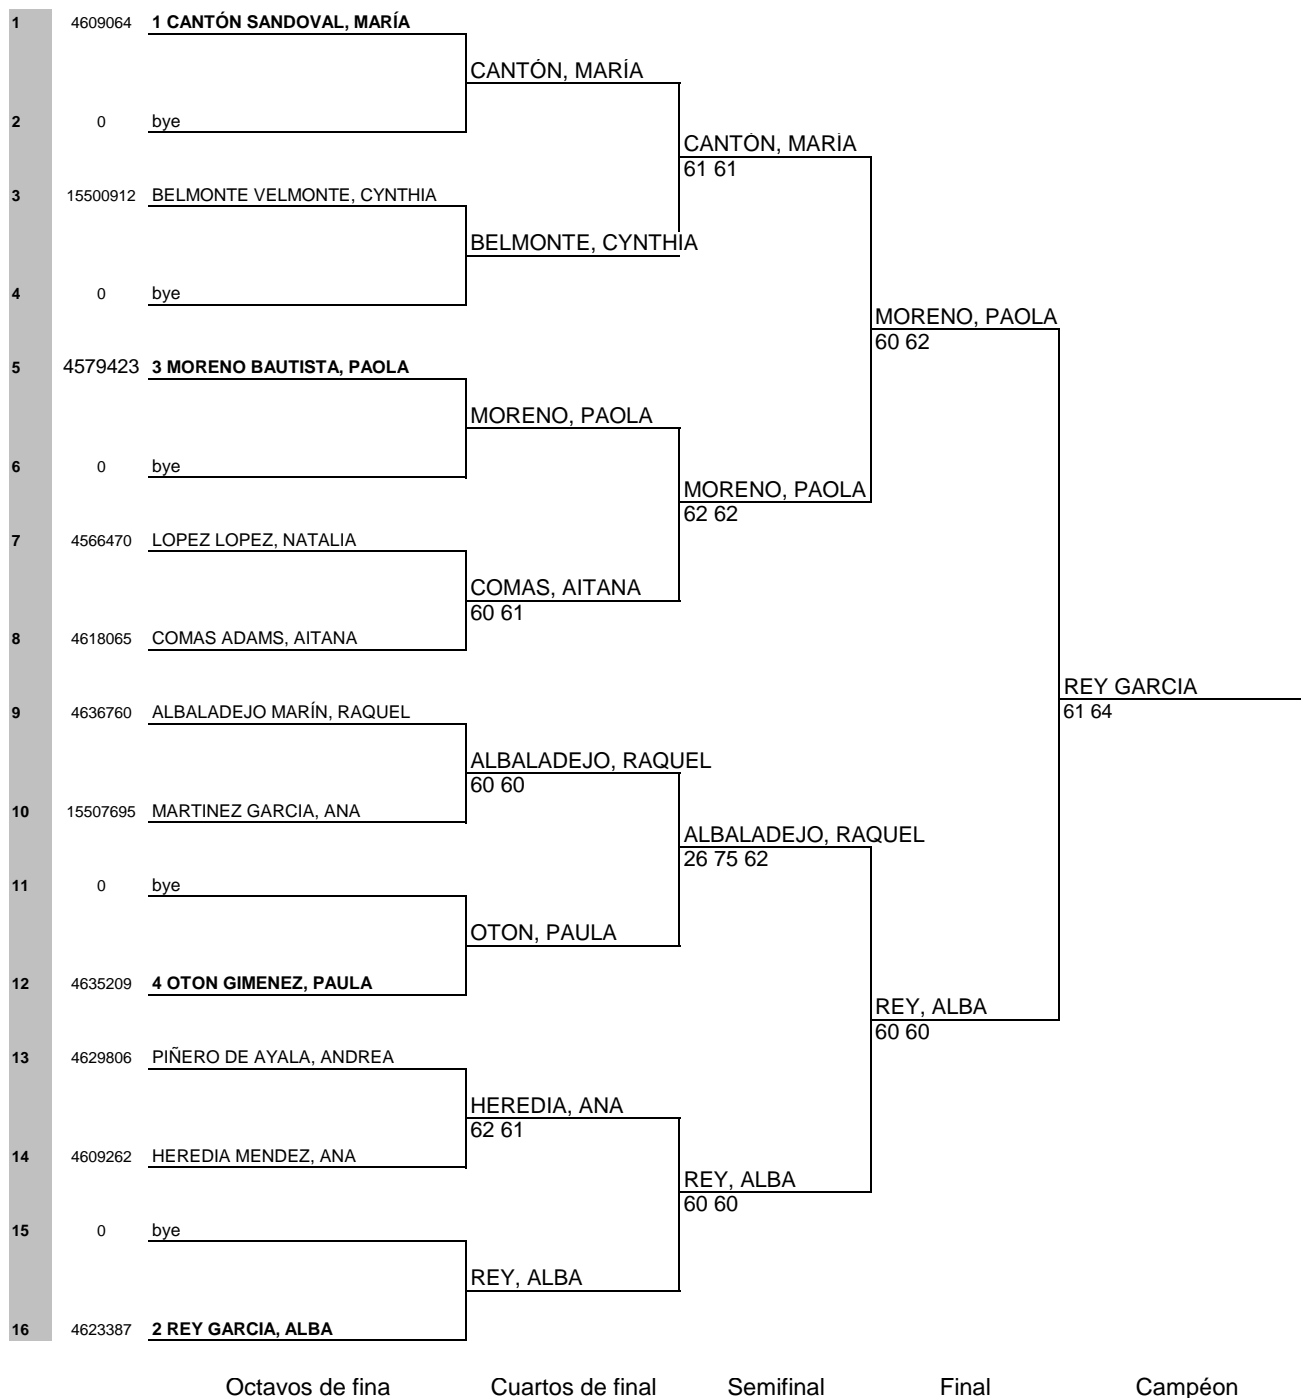 1 4609064 1 CANTÓN SANDOVAL, MARÍA
CANTÓN, MARÍA
2 0 bye
CANTÓN, MARÍA
61 61
3 15500912 BELMONTE VELMONTE, CYNTHIA
BELMONTE, CYNTHIA
4 0 bye
MORENO, PAOLA
60 62
5 4579423 3 MORENO BAUTISTA, PAOLA
MORENO, PAOLA
6 0 bye
MORENO, PAOLA
62 62
7 4566470 LOPEZ LOPEZ, NATALIA
COMAS, AITANA
60 61
8 4618065 COMAS ADAMS, AITANA
REY GARCIA
61 64
9 4636760 ALBALADEJO MARÍN, RAQUEL
ALBALADEJO, RAQUEL
60 60
10 15507695 MARTINEZ GARCIA, ANA
ALBALADEJO, RAQUEL
26 75 62
11 0 bye
OTON, PAULA
12 4635209 4 OTON GIMENEZ, PAULA
REY, ALBA
60 60
13 4629806 PIÑERO DE AYALA, ANDREA
HEREDIA, ANA
62 61
14 4609262 HEREDIA MENDEZ, ANA
REY, ALBA
60 60
15 0 bye
REY, ALBA
16 4623387 2 REY GARCIA, ALBA
Octavos de fina Cuartos de final Semifinal Final Campéon